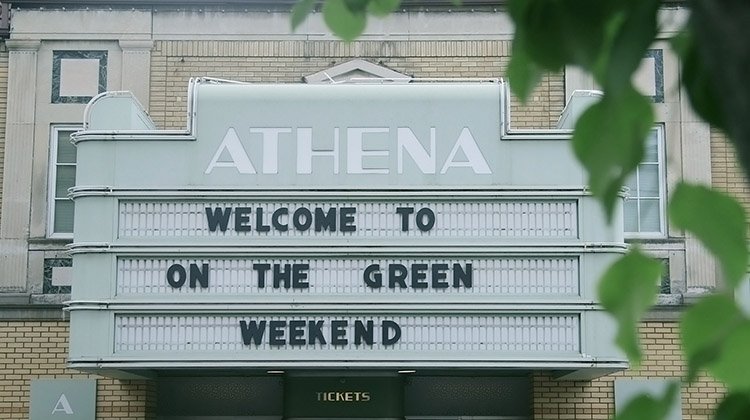 ATHENA
WELCOME TO
ON THE GREEN
WEEKEND
TICKETS
A